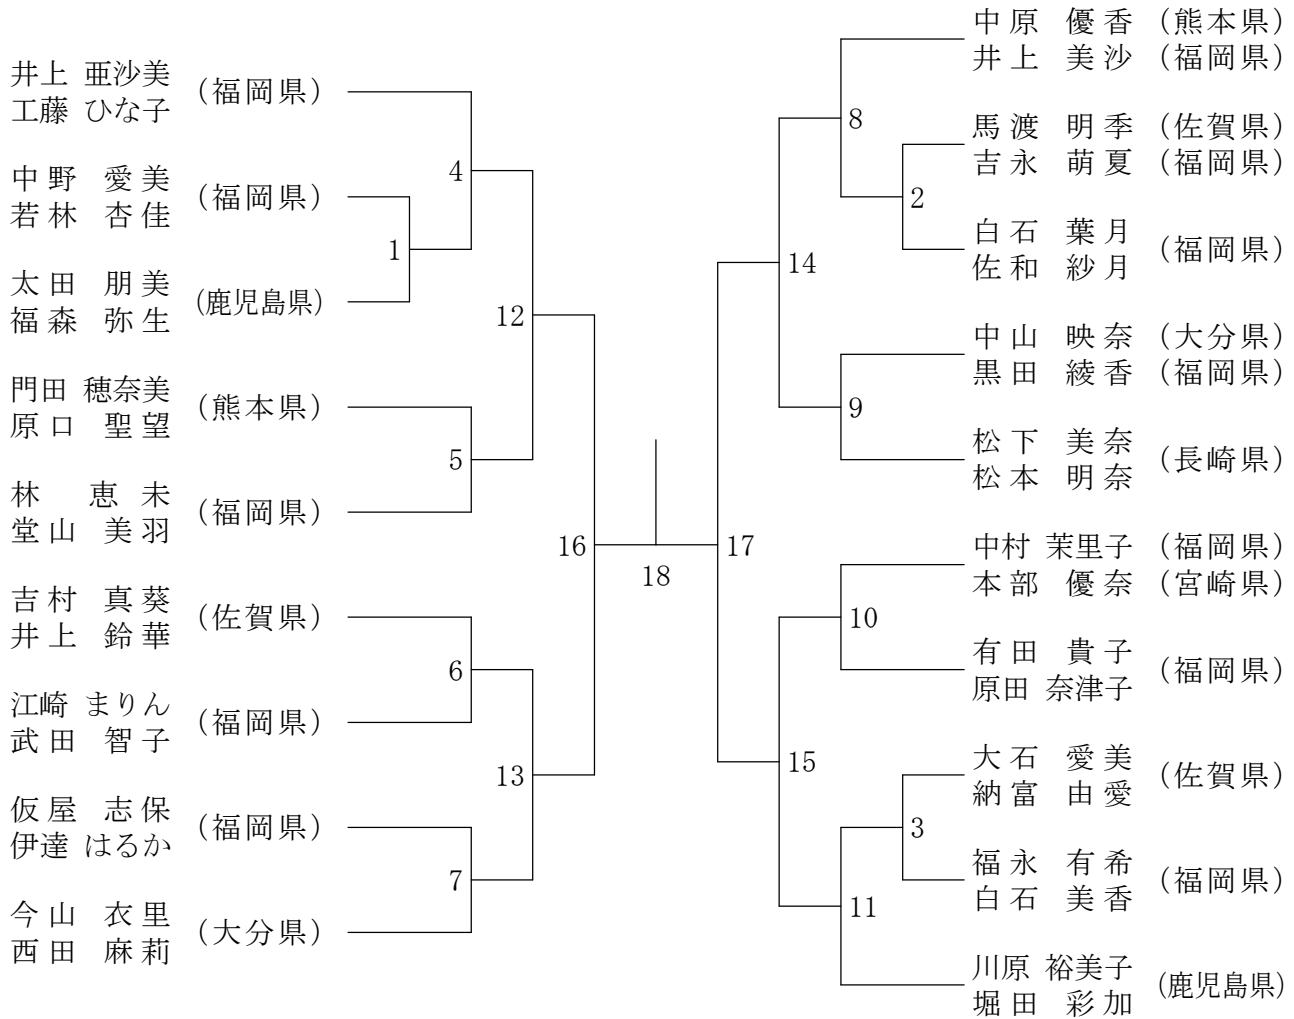 井上 亜沙美
工藤 ひな子
(福岡県)
中野 愛美
若林 杏佳
(福岡県)
太田 朋美
福森 弥生
(鹿児島県)
門田 穂奈美
原口 聖望
(熊本県)
林 恵未
堂山 美羽
(福岡県)
吉村 真葵
井上 鈴華
(佐賀県)
江崎 まりん
武田 智子
(福岡県)
仮屋 志保
伊達 はるか
(福岡県)
今山 衣里
西田 麻莉
(大分県)
4
1
12
5
16
6
13
7
18
17
14
8
2
9
15
10
3
11
中原 優香 (熊本県)
井上 美沙 (福岡県)
馬渡 明季 (佐賀県)
吉永 萌夏 (福岡県)
白石 葉月
佐和 紗月
(福岡県)
中山 映奈 (大分県)
黒田 綾香 (福岡県)
松下 美奈
松本 明奈
(長崎県)
中村 茉里子 (福岡県)
本部 優奈 (宮崎県)
有田 貴子
原田 奈津子
(福岡県)
大石 愛美
納富 由愛
(佐賀県)
福永 有希
白石 美香
(福岡県)
川原 裕美子
堀田 彩加
(鹿児島県)